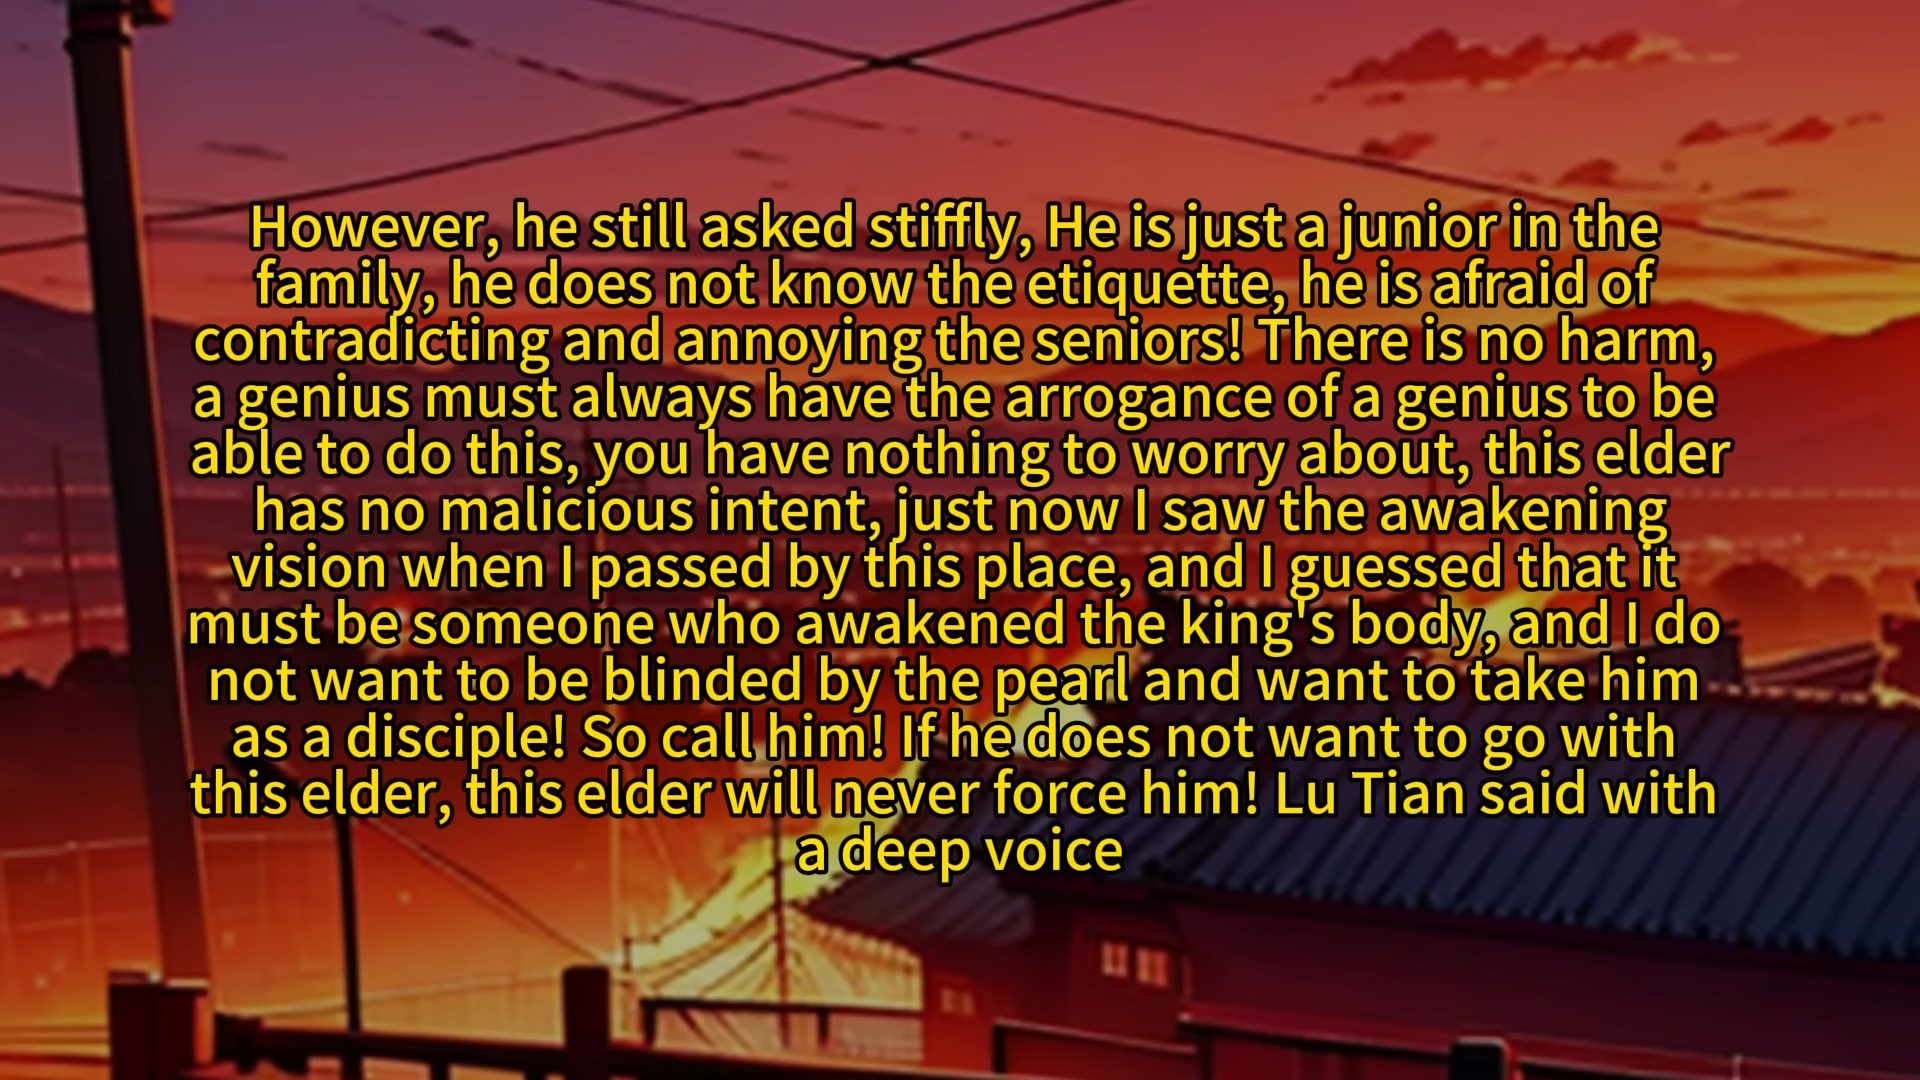 However, he still asked stiffly, He is just a junior in the
family, he does not know the etiquette, he is afraid of
contradicting and annoying the seniors! There is no harm,
a genius must always have the arrogance of a genius to be
able to do this, you have nothing to worry about, this elder
has no malicious intent, just now I saw the awakening
vision when I passed by this place, and I guessed that it
must be someone who awakened the king's body, and I do
not want to be blinded by the pearl and want to take him
as a disciple! So call him! If he does not want to go with
this elder, this elder will never force him! Lu Tian said with
a deep voice